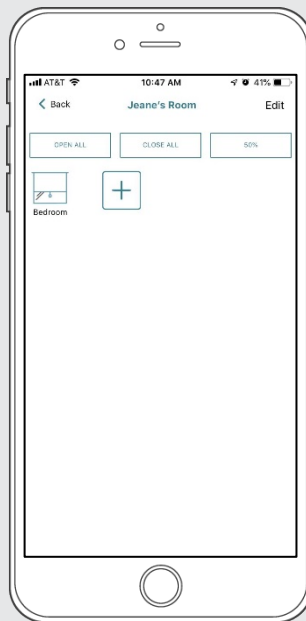 AT&T 10:47 AM 41%
Back Jeane's Room Edit
OPEN ALL CLOSE ALL 50%
Bedroom